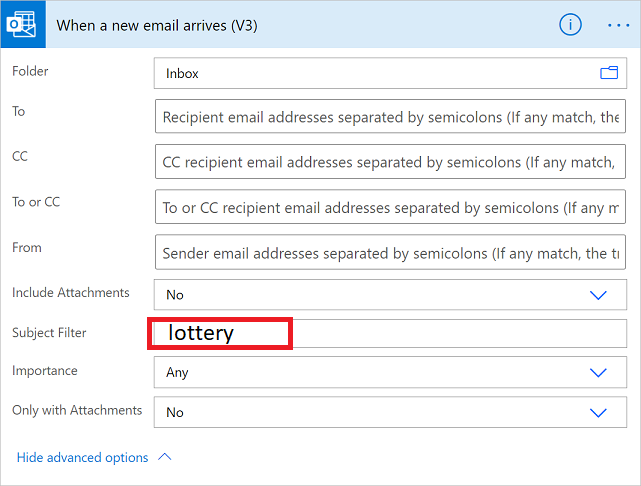 When a new email arrives (V3)
Folder
Inbox
To
Recipient email addresses separated by semicolons (If any match, the
CC
CC recipient email addresses separated by semicolons (If any match,
To or CC
To or CC recipient email addresses separated by semicolons (If any m
From
Sender email addresses separated by semicolons (If any match, the tr
Include Attachments
No
Subject Filter
lottery
Importance
Any
Only with Attachments
No
Hide advanced options